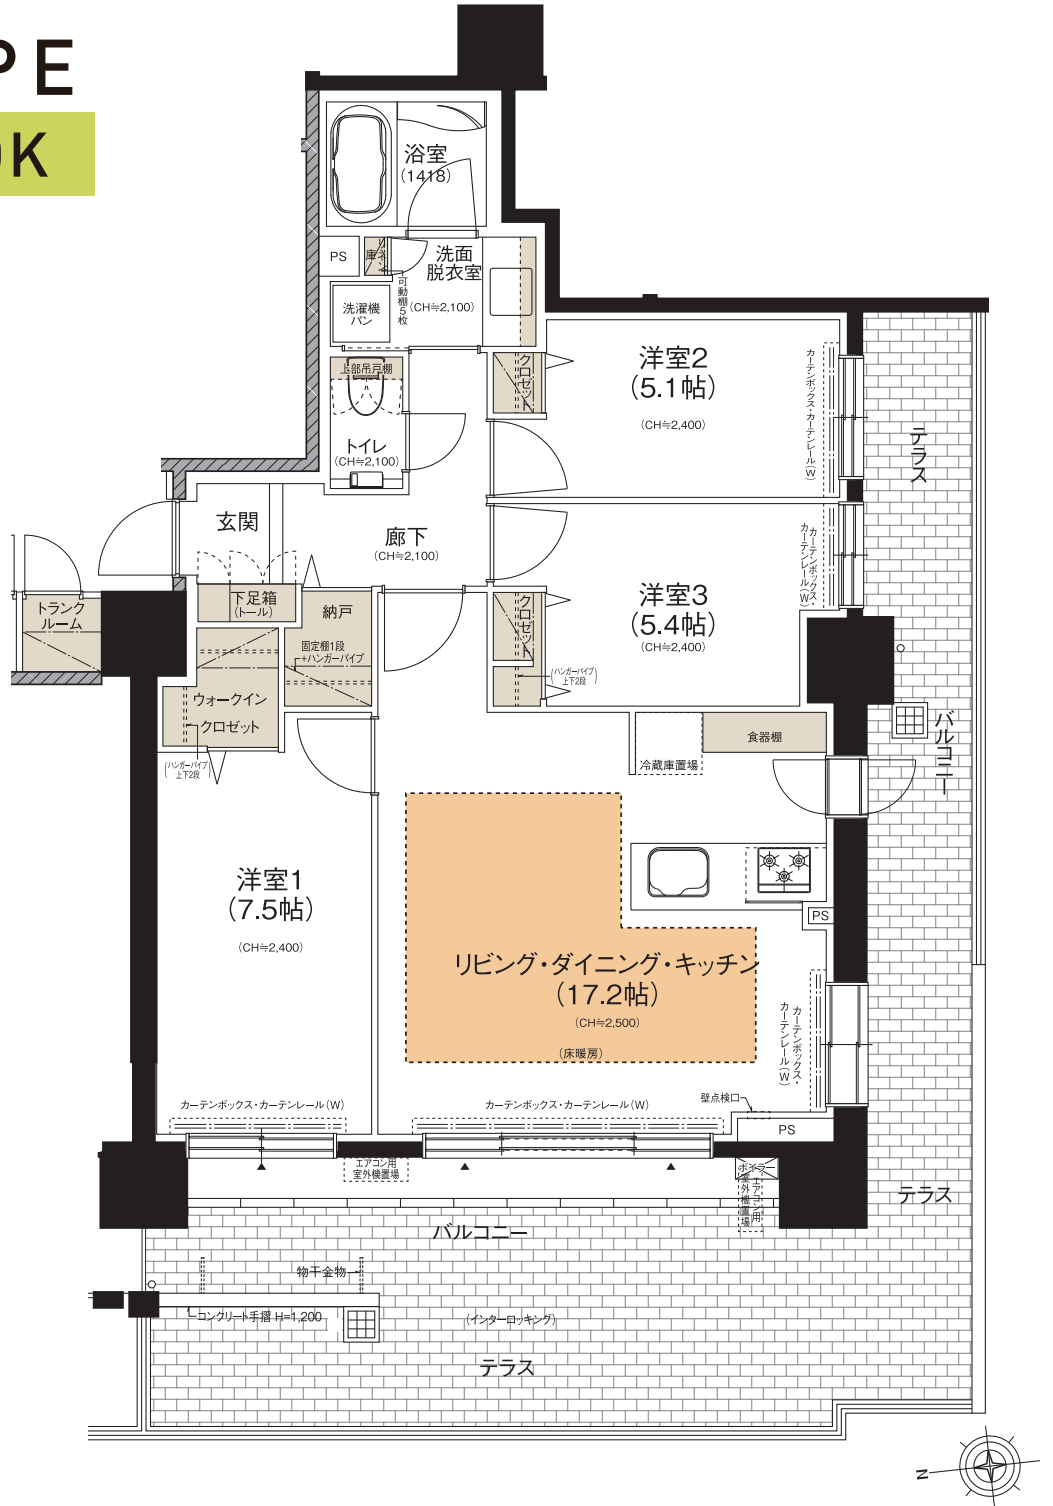 PE
K
浴室
(1418)
PS
洗面
脱衣室
(CH≒2,100)
可動棚5枚
洗濯機
パン
上部吊戸棚
トイレ
(CH≒2,100)
クロゼット
洋室2
(5.1帖)
(CH≒2,400)
カーテンボックス・カーテンレール(W)
テラス
玄関
廊下
(CH≒2,100)
カーテンボックス・
カーテンレール(W)
トランク
ルーム
下足箱
(トール)
納戸
固定棚1段
+ハンガーパイプ
クロゼット
洋室3
(5.4帖)
(CH≒2,400)
(ハンガーパイプ
上下2段)
ウォークイン
クロゼット
(ハンガーパイプ
上下2段)
冷蔵庫置場
食器棚
バルコニー
洋室1
(7.5帖)
(CH≒2,400)
PS
リビング・ダイニング・キッチン
(17.2帖)
(CH≒2,500)
(床暖房)
カーテンボックス・
カーテンレール(W)
カーテンボックス・カーテンレール(W)
カーテンボックス・カーテンレール(W)
壁点検口
PS
エアコン用
室外機置場
ボイラー
エアコン用
室外機置場
テラス
バルコニー
物干金物
コンクリート手摺 H=1,200
(インターロッキング)
テラス
N